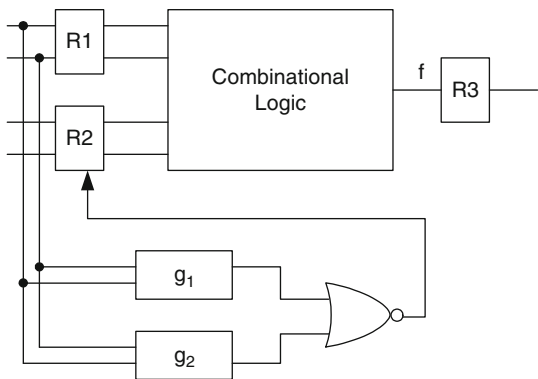 R1
Combinational
Logic
f
R3
R2
g₁
g₂